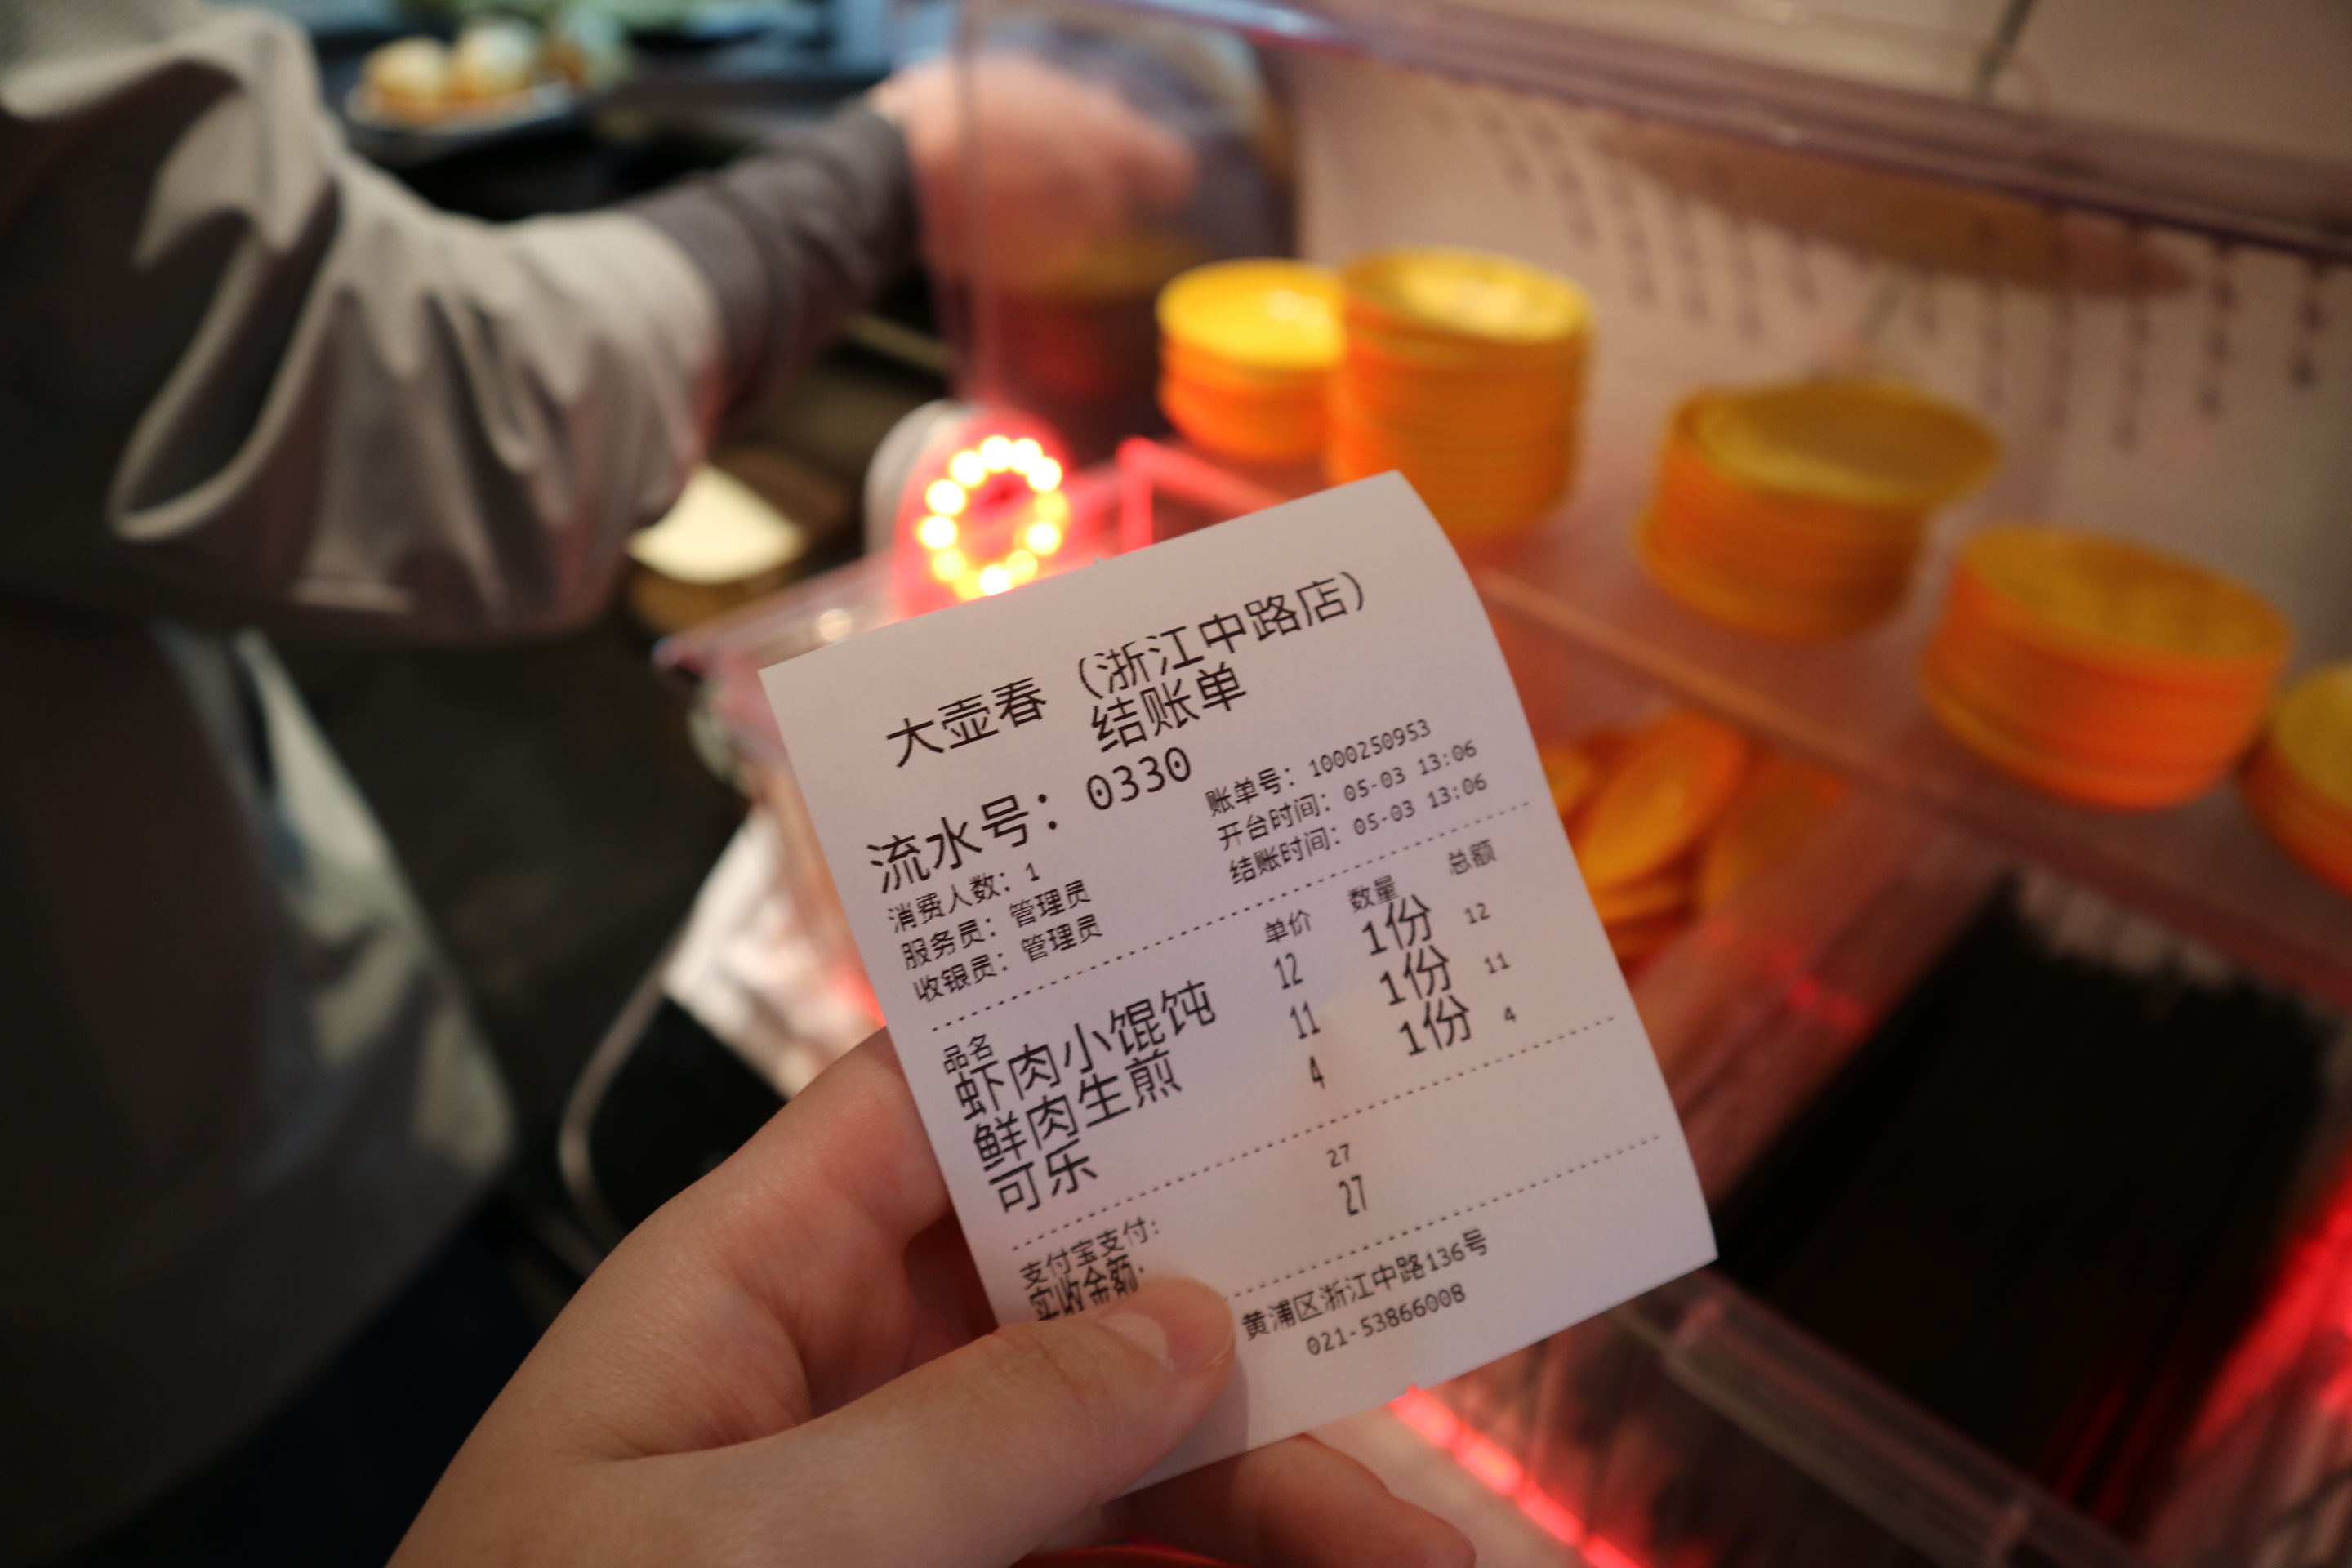 大壶春（浙江中路店）
结账单
流水号：0330
账单号：1000250953
消费人数：1
开台时间：05-03 13:06
服务员：管理员
结账时间：05-03 13:06
收银员：管理员
品名 单价 数量 总额
虾肉小馄饨 12 1份 12
鲜肉生煎 11 1份 11
可乐 4 1份 4
支付宝支付： 27
实收金额： 27
黄浦区浙江中路136号
021-53866008